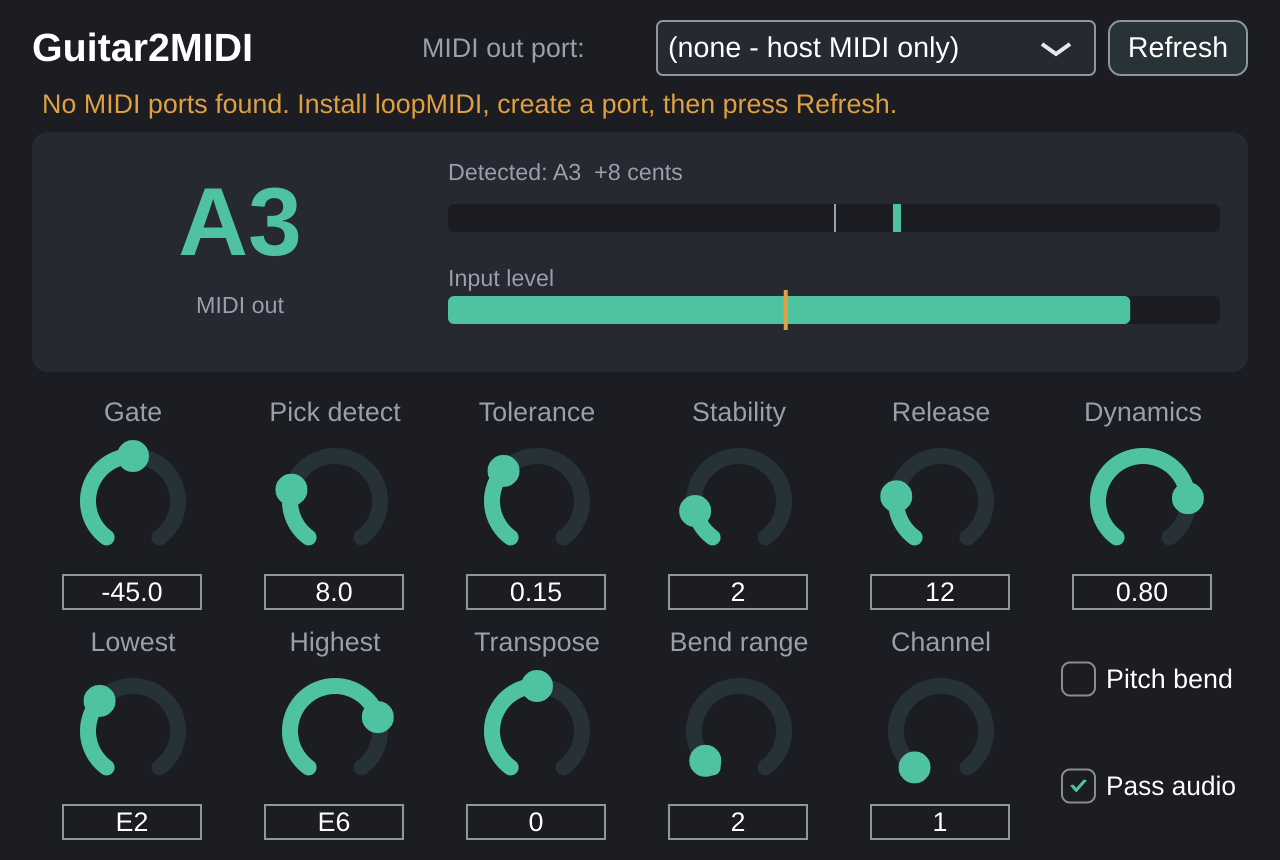 Guitar2MIDI MIDI out port: (none - host MIDI only) Refresh
No MIDI ports found. Install loopMIDI, create a port, then press Refresh.
Detected: A3 +8 cents
A3
Input level
MIDI out
Gate Pick detect Tolerance Stability Release Dynamics
-45.0 8.0 0.15 2 12 0.80
Lowest Highest Transpose Bend range Channel
Pitch bend
Pass audio
E2 E6 0 2 1